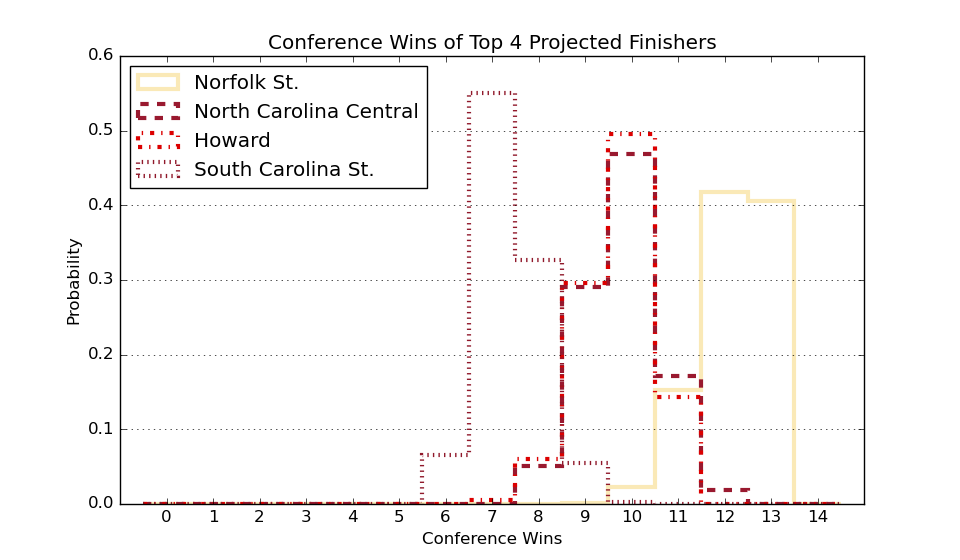 Conference Wins of Top 4 Projected Finishers
0.6
0.5
0.4
0.3
0.2
0.1
0.0
Probability
Norfolk St.
North Carolina Central
Howard
South Carolina St.
0 1 2 3 4 5 6 7 8 9 10 11 12 13 14
Conference Wins